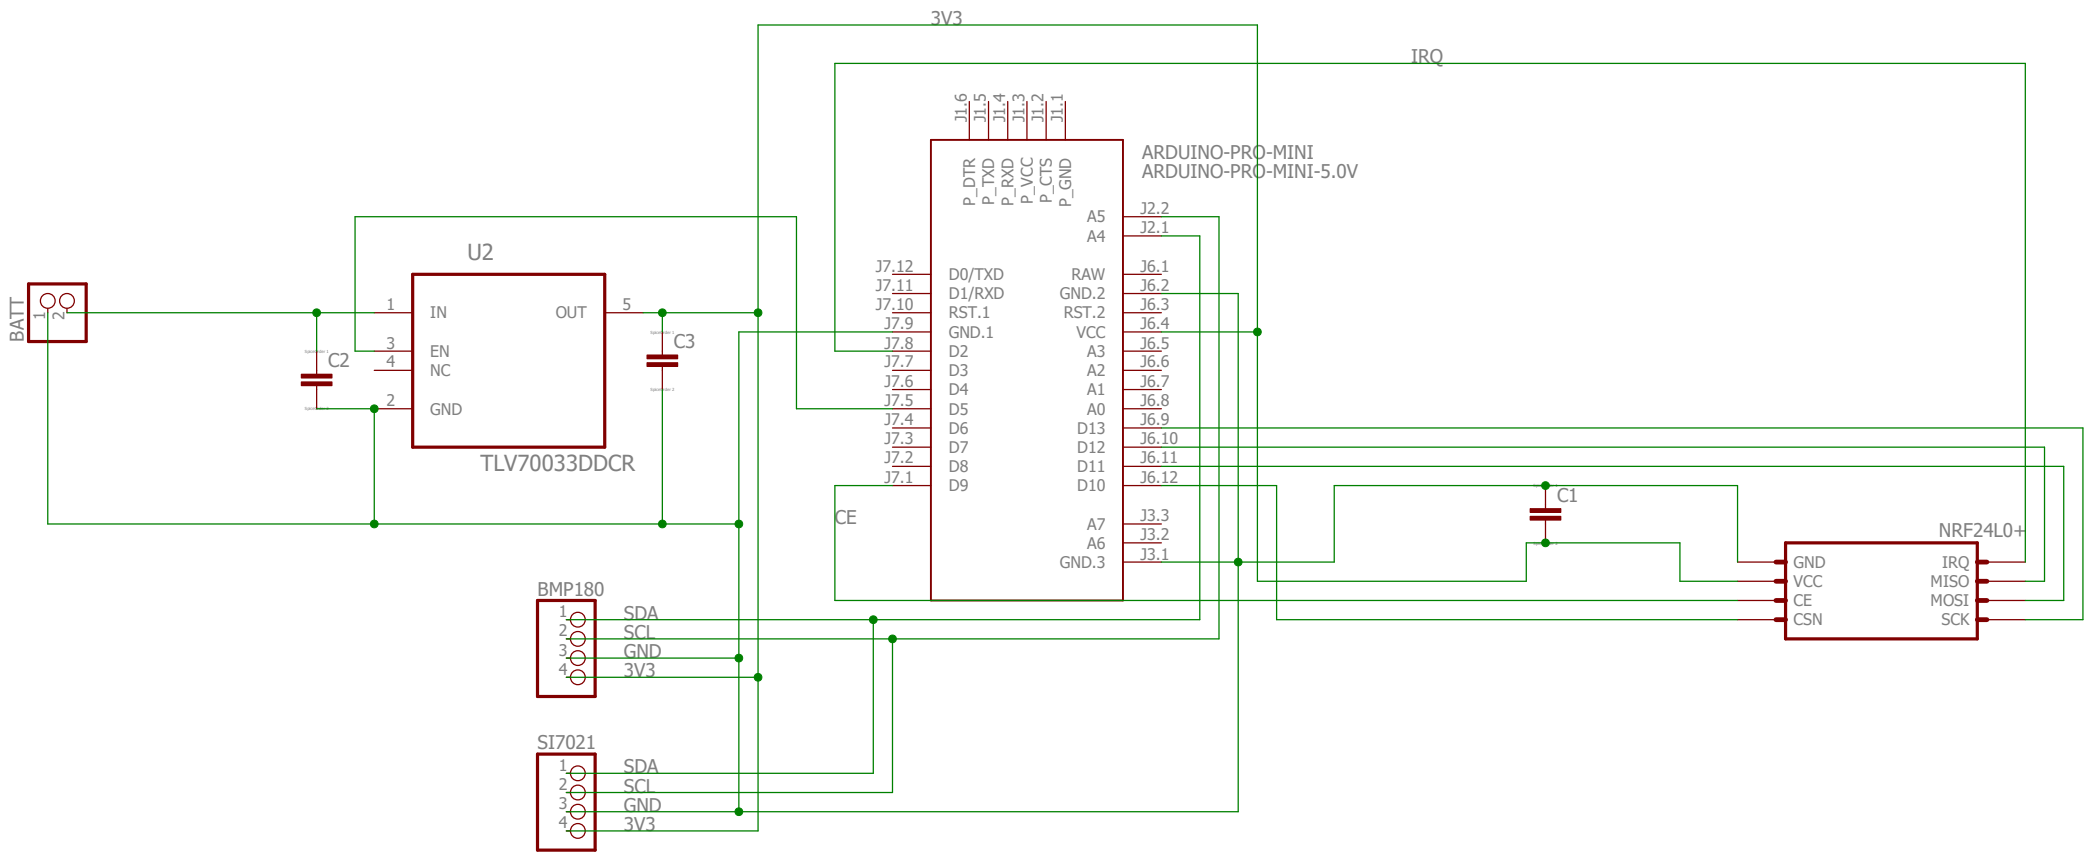 3V3
IRQ
J1.6
J1.5
J1.4
J1.3
J1.2
J1.1
P_DTR
P_TXD
P_RXD
P_VCC
P_CTS
P_GND
ARDUINO-PRO-MINI
ARDUINO-PRO-MINI-5.0V
J7.12 D0/TXD
J7.11 D1/RXD
J7.10 RST.1
J7.9 GND.1
J7.8 D2
J7.7 D3
J7.6 D4
J7.5 D5
J7.4 D6
J7.3 D7
J7.2 D8
J7.1 D9
A5 J2.2
A4 J2.1
RAW J6.1
GND.2 J6.2
RST.2 J6.3
VCC J6.4
A3 J6.5
A2 J6.6
A1 J6.7
A0 J6.8
D13 J6.9
D12 J6.10
D11 J6.11
D10 J6.12
A7 J3.3
A6 J3.2
GND.3 J3.1
CE
BATT
1
2
U2
1 IN
3 EN
4 NC
2 GND
OUT 5
TLV70033DDCR
C2
C3
C1
NRF24L0+
GND
VCC
CE
CSN
IRQ
MISO
MOSI
SCK
BMP180
1 SDA
2 SCL
3 GND
4 3V3
SI7021
1 SDA
2 SCL
3 GND
4 3V3